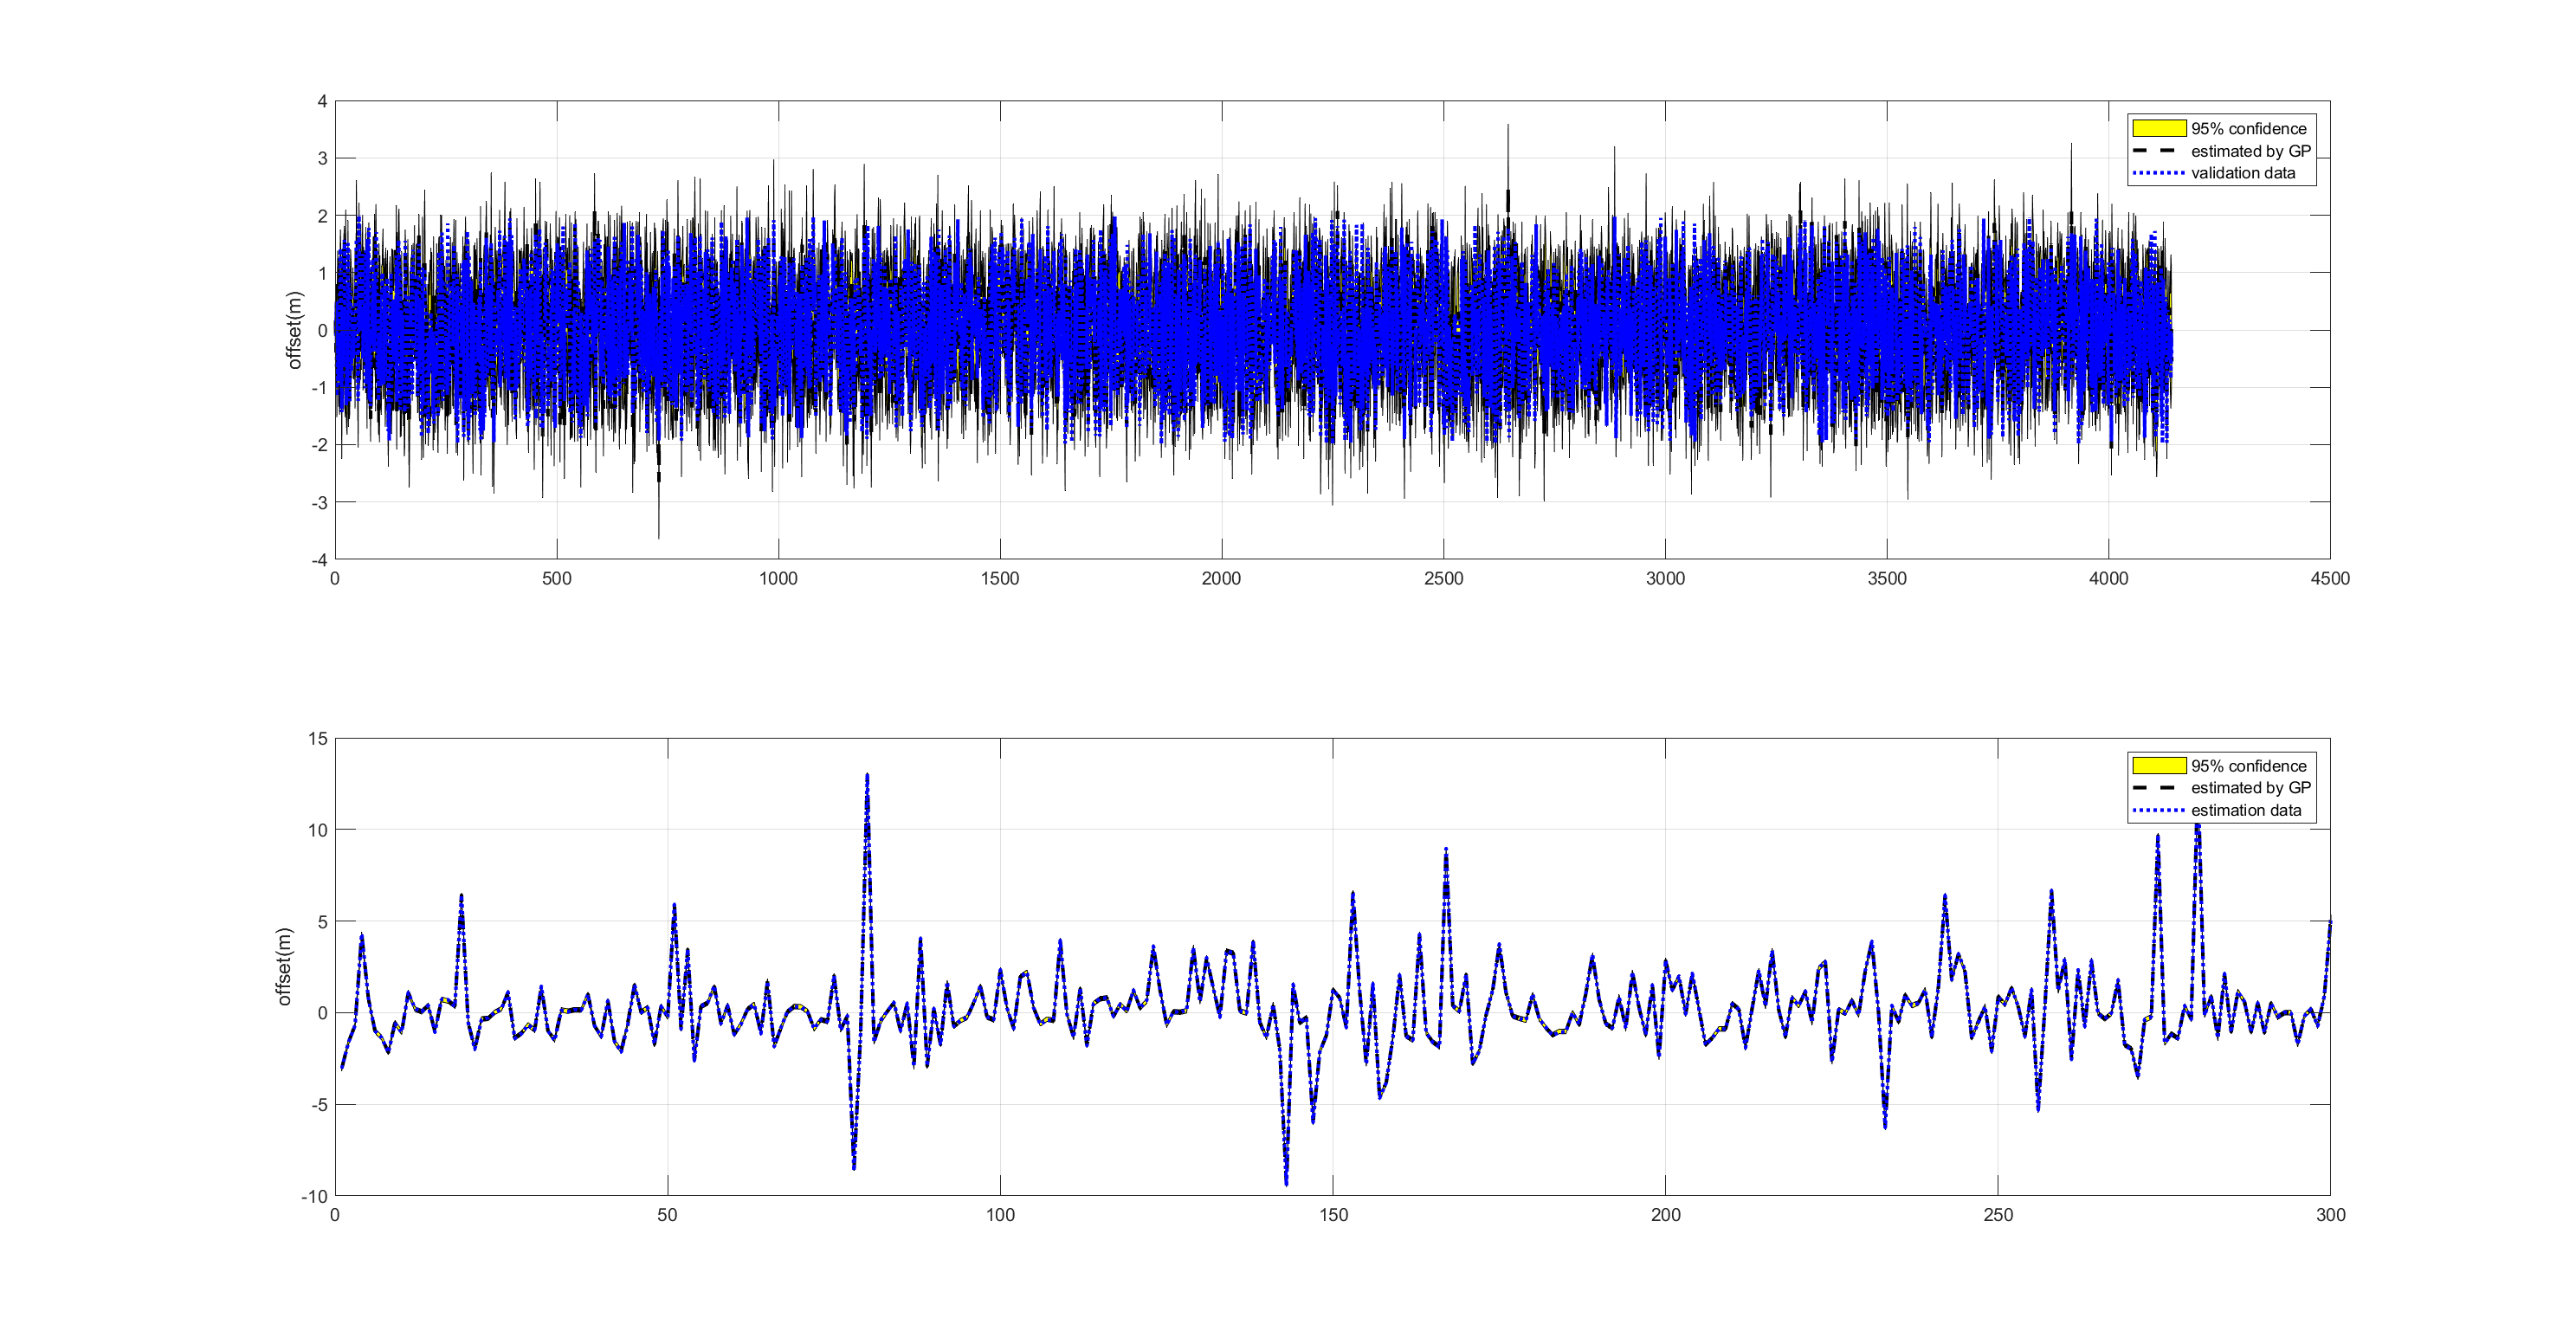 4
3
2
1
0
-1
-2
-3
-4
offset(m)
0 500 1000 1500 2000 2500 3000 3500 4000 4500
95% confidence
estimated by GP
validation data
15
10
5
0
-5
-10
offset(m)
0 50 100 150 200 250 300
95% confidence
estimated by GP
estimation data